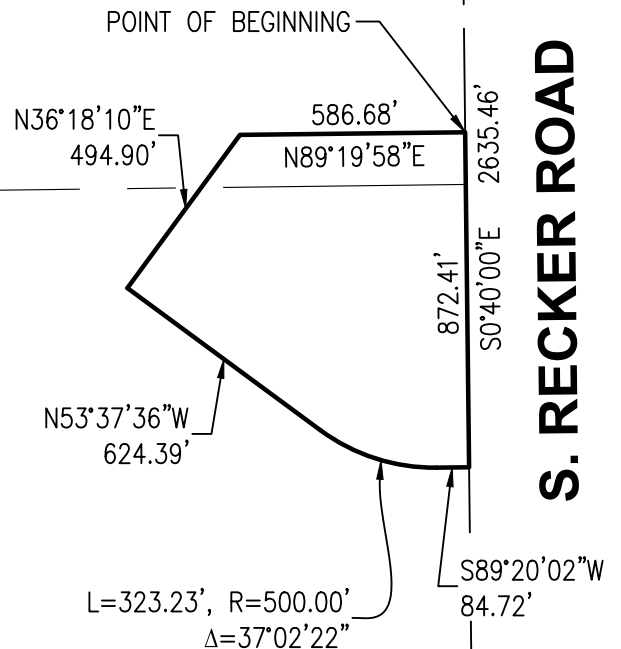 POINT OF BEGINNING
N36°18'10"E
494.90'
586.68'
N89°19'58"E
2635.46'
872.41'
S0°40'00"E
S. RECKER ROAD
N53°37'36"W
624.39'
L=323.23', R=500.00'
Δ=37°02'22"
S89°20'02"W
84.72'